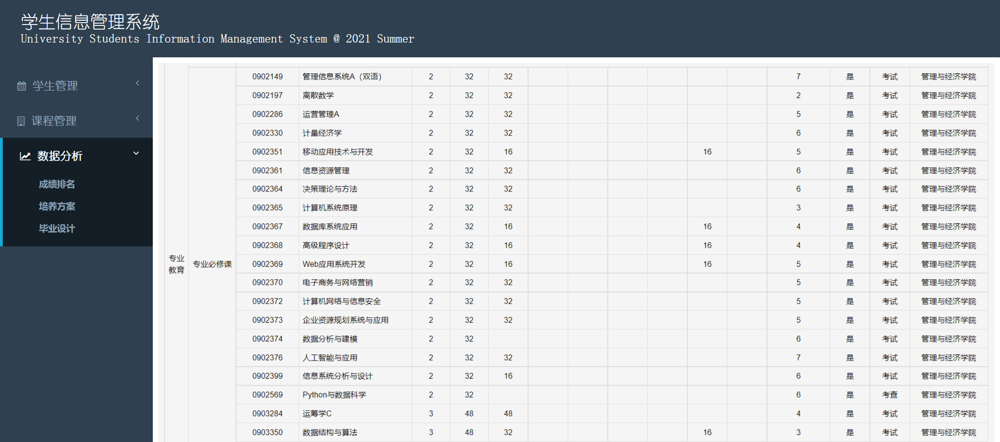 学生信息管理系统
University Students Information Management System @ 2021 Summer
学生管理
课程管理
数据分析
成绩排名
培养方案
毕业设计
专业
教育
专业必修课
0902149 管理信息系统A（双语） 2 32 32 7 是 考试 管理与经济学院
0902197 离散数学 2 32 32 2 是 考试 管理与经济学院
0902286 运营管理A 2 32 32 5 是 考试 管理与经济学院
0902330 计量经济学 2 32 32 6 是 考试 管理与经济学院
0902351 移动应用技术与开发 2 32 16 16 5 是 考试 管理与经济学院
0902361 信息资源管理 2 32 32 6 是 考试 管理与经济学院
0902364 决策理论与方法 2 32 32 6 是 考试 管理与经济学院
0902365 计算机系统原理 2 32 32 3 是 考试 管理与经济学院
0902367 数据库系统应用 2 32 16 16 4 是 考试 管理与经济学院
0902368 高级程序设计 2 32 16 16 4 是 考试 管理与经济学院
0902369 Web应用系统开发 2 32 16 16 5 是 考试 管理与经济学院
0902370 电子商务与网络营销 2 32 32 5 是 考试 管理与经济学院
0902372 计算机网络与信息安全 2 32 32 5 是 考试 管理与经济学院
0902373 企业资源规划系统与应用 2 32 32 5 是 考试 管理与经济学院
0902374 数据分析与建模 2 32 6 是 考试 管理与经济学院
0902376 人工智能与应用 2 32 32 7 是 考试 管理与经济学院
0902399 信息系统分析与设计 2 32 16 6 是 考试 管理与经济学院
0902569 Python与数据科学 2 32 6 是 考查 管理与经济学院
0903284 运筹学C 3 48 48 4 是 考试 管理与经济学院
0903350 数据结构与算法 3 48 32 16 3 是 考试 管理与经济学院